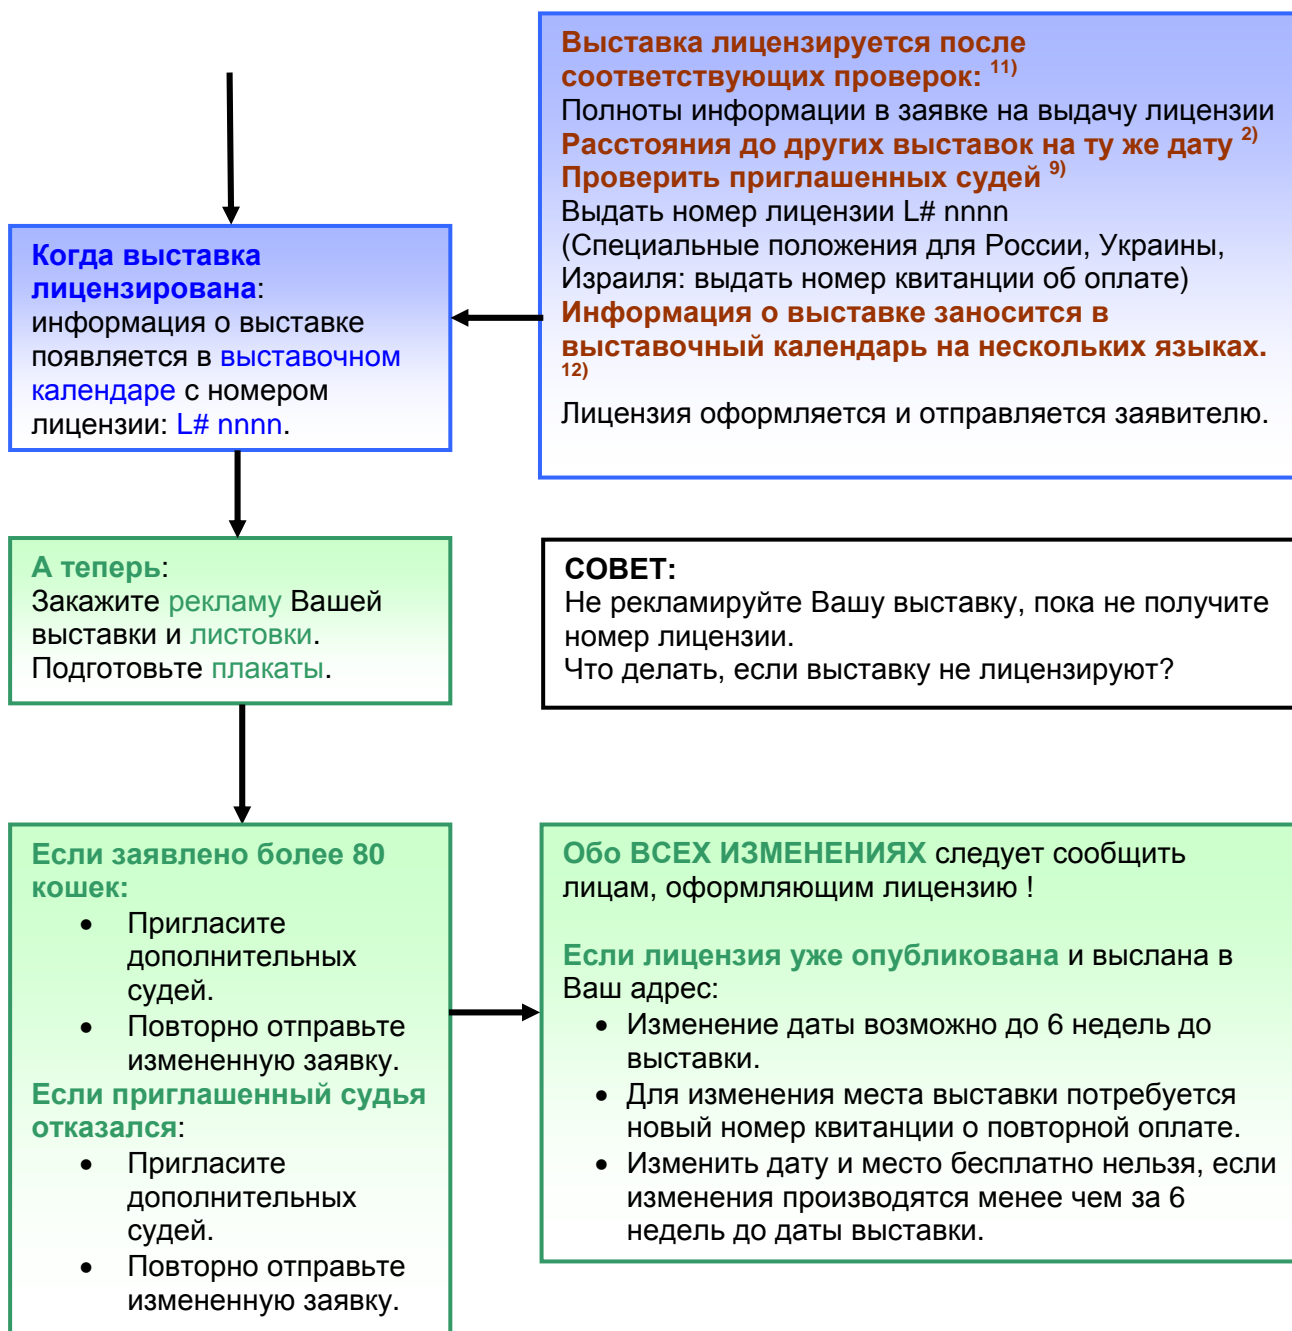 Выставка лицензируется после
соответствующих проверок: 11)
Полноты информации в заявке на выдачу лицензии
Расстояния до других выставок на ту же дату 2)
Проверить приглашенных судей 9)
Выдать номер лицензии L# nnnn
(Специальные положения для России, Украины,
Израиля: выдать номер квитанции об оплате)
Информация о выставке заносится в
выставочный календарь на нескольких языках.
12)
Лицензия оформляется и отправляется заявителю.
Когда выставка
лицензирована:
информация о выставке
появляется в выставочном
календаре с номером
лицензии: L# nnnn.
А теперь:
Закажите рекламу Вашей
выставки и листовки.
Подготовьте плакаты.
СОВЕТ:
Не рекламируйте Вашу выставку, пока не получите
номер лицензии.
Что делать, если выставку не лицензируют?
Если заявлено более 80
кошек:
• Пригласите
дополнительных
судей.
• Повторно отправьте
измененную заявку.
Если приглашенный судья
отказался:
• Пригласите
дополнительных
судей.
• Повторно отправьте
измененную заявку.
Обо ВСЕХ ИЗМЕНЕНИЯХ следует сообщить
лицам, оформляющим лицензию !
Если лицензия уже опубликована и выслана в
Ваш адрес:
• Изменение даты возможно до 6 недель до
выставки.
• Для изменения места выставки потребуется
новый номер квитанции о повторной оплате.
• Изменить дату и место бесплатно нельзя, если
изменения производятся менее чем за 6
недель до даты выставки.